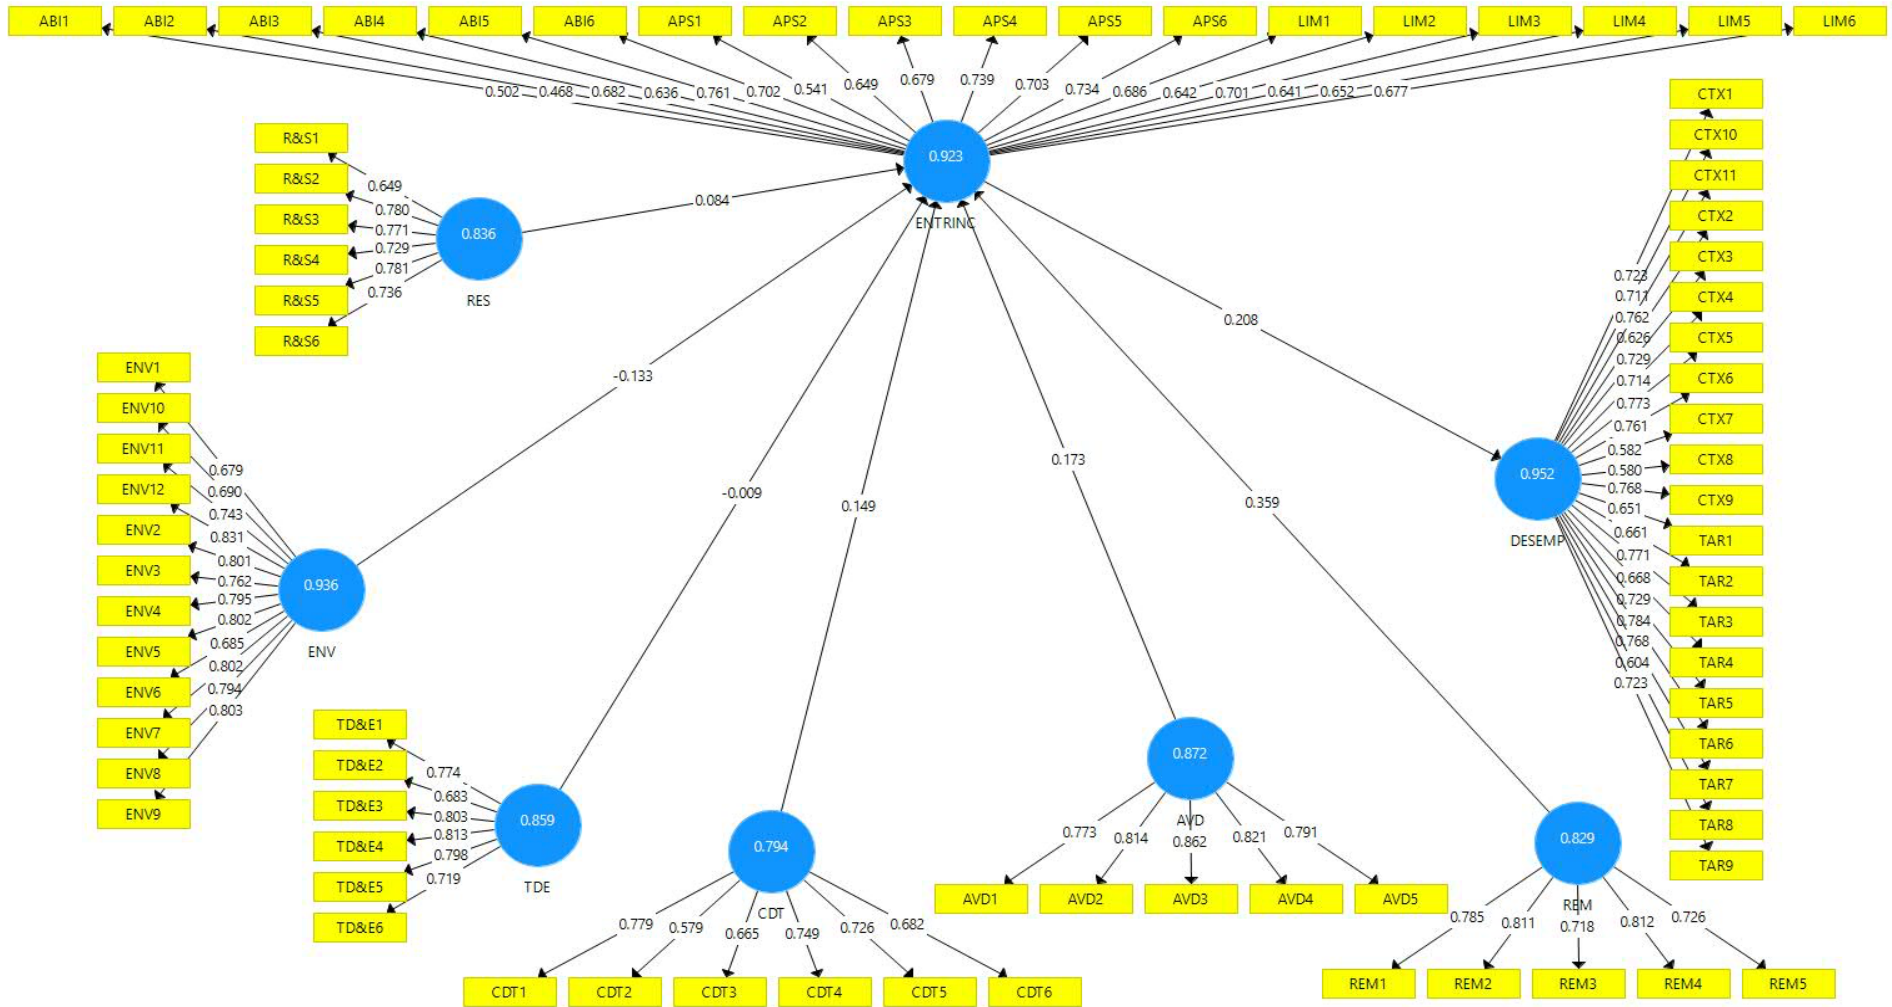 ABI1 ABI2 ABI3 ABI4 ABI5 ABI6 APS1 APS2 APS3 APS4 APS5 APS6 LIM1 LIM2 LIM3 LIM4 LIM5 LIM6
0.502 0.468 0.682 0.636 0.761 0.702 0.541 0.649 0.679 0.739 0.703 0.734 0.686 0.642 0.701 0.641 0.652 0.677
0.923
ENTRINC
R&S1
R&S2
R&S3
R&S4
R&S5
R&S6
0.649
0.780
0.771
0.729
0.781
0.736
0.836
RES
0.084
-0.133
-0.009
0.149
0.173
0.359
0.208
ENV1
ENV10
ENV11
ENV12
ENV2
ENV3
ENV4
ENV5
ENV6
ENV7
ENV8
ENV9
0.679
0.690
0.743
0.831
0.801
0.762
0.795
0.802
0.685
0.802
0.794
0.803
0.936
ENV
TD&E1
TD&E2
TD&E3
TD&E4
TD&E5
TD&E6
0.774
0.683
0.803
0.813
0.798
0.719
0.859
TDE
0.794
CDT
0.779 0.579 0.665 0.749 0.726 0.682
CDT1 CDT2 CDT3 CDT4 CDT5 CDT6
0.872
AVD
0.773 0.814 0.862 0.821 0.791
AVD1 AVD2 AVD3 AVD4 AVD5
0.829
REM
0.785 0.811 0.718 0.812 0.726
REM1 REM2 REM3 REM4 REM5
0.952
DESEMP
0.723
0.711
0.762
0.626
0.729
0.714
0.773
0.761
0.582
0.580
0.768
0.651
0.661
0.771
0.668
0.729
0.784
0.768
0.604
0.723
CTX1
CTX10
CTX11
CTX2
CTX3
CTX4
CTX5
CTX6
CTX7
CTX8
CTX9
TAR1
TAR2
TAR3
TAR4
TAR5
TAR6
TAR7
TAR8
TAR9